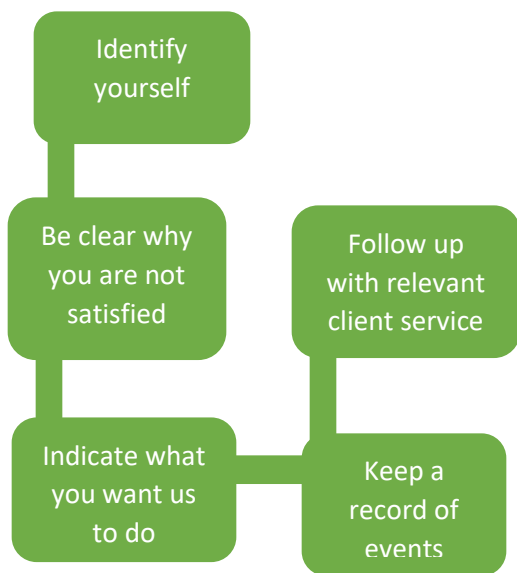 Identify
yourself
Be clear why
you are not
satisfied
Indicate what
you want us
to do
Keep a
record of
events
Follow up
with relevant
client service